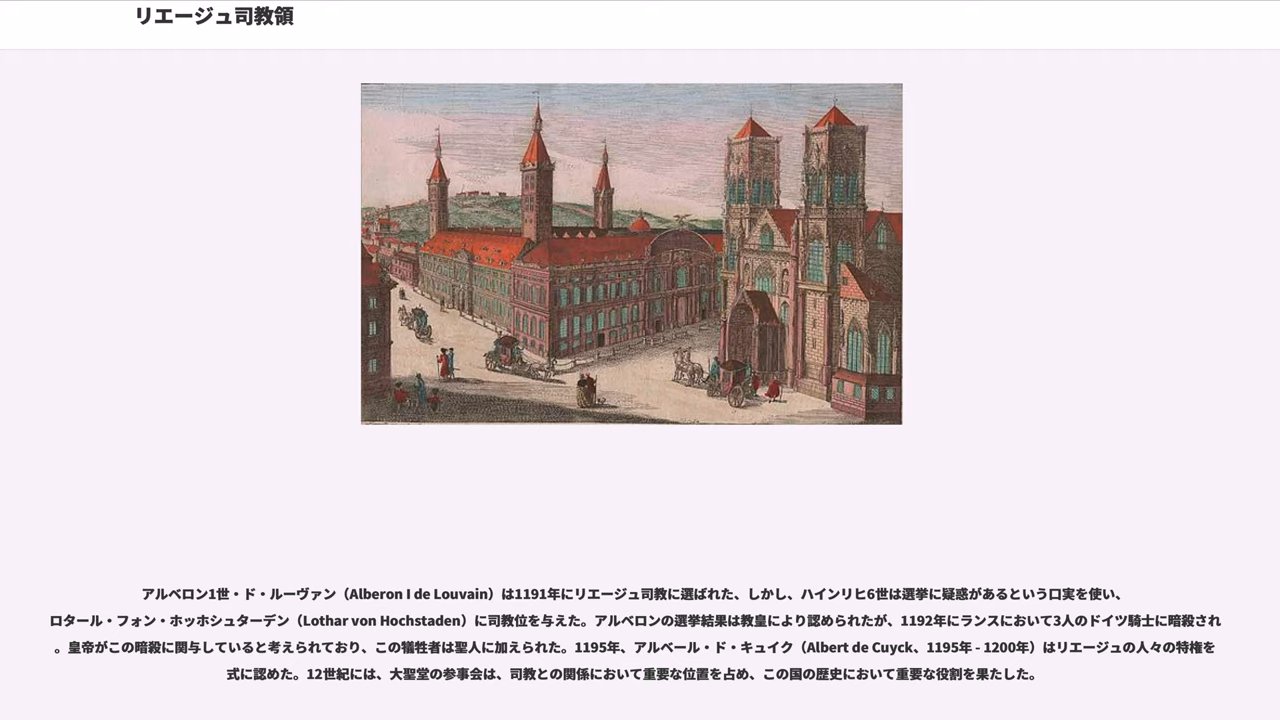 リエージュ司教領
アルベロン1世・ド・ルーヴァン（Alberon I de Louvain）は1191年にリエージュ司教に選ばれた、しかし、ハインリヒ6世は選挙に疑惑があるという口実を使い、
ロタール・フォン・ホッホシュターデン（Lothar von Hochstaden）に司教位を与えた。アルベロンの選挙結果は教皇により認められたが、1192年にランスにおいて3人のドイツ騎士に暗殺され
。皇帝がこの暗殺に関与していると考えられており、この犠牲者は聖人に加えられた。1195年、アルベール・ド・キュイク（Albert de Cuyck、1195年 - 1200年）はリエージュの人々の特権を
式に認めた。12世紀には、大聖堂の参事会は、司教との関係において重要な位置を占め、この国の歴史において重要な役割を果たした。